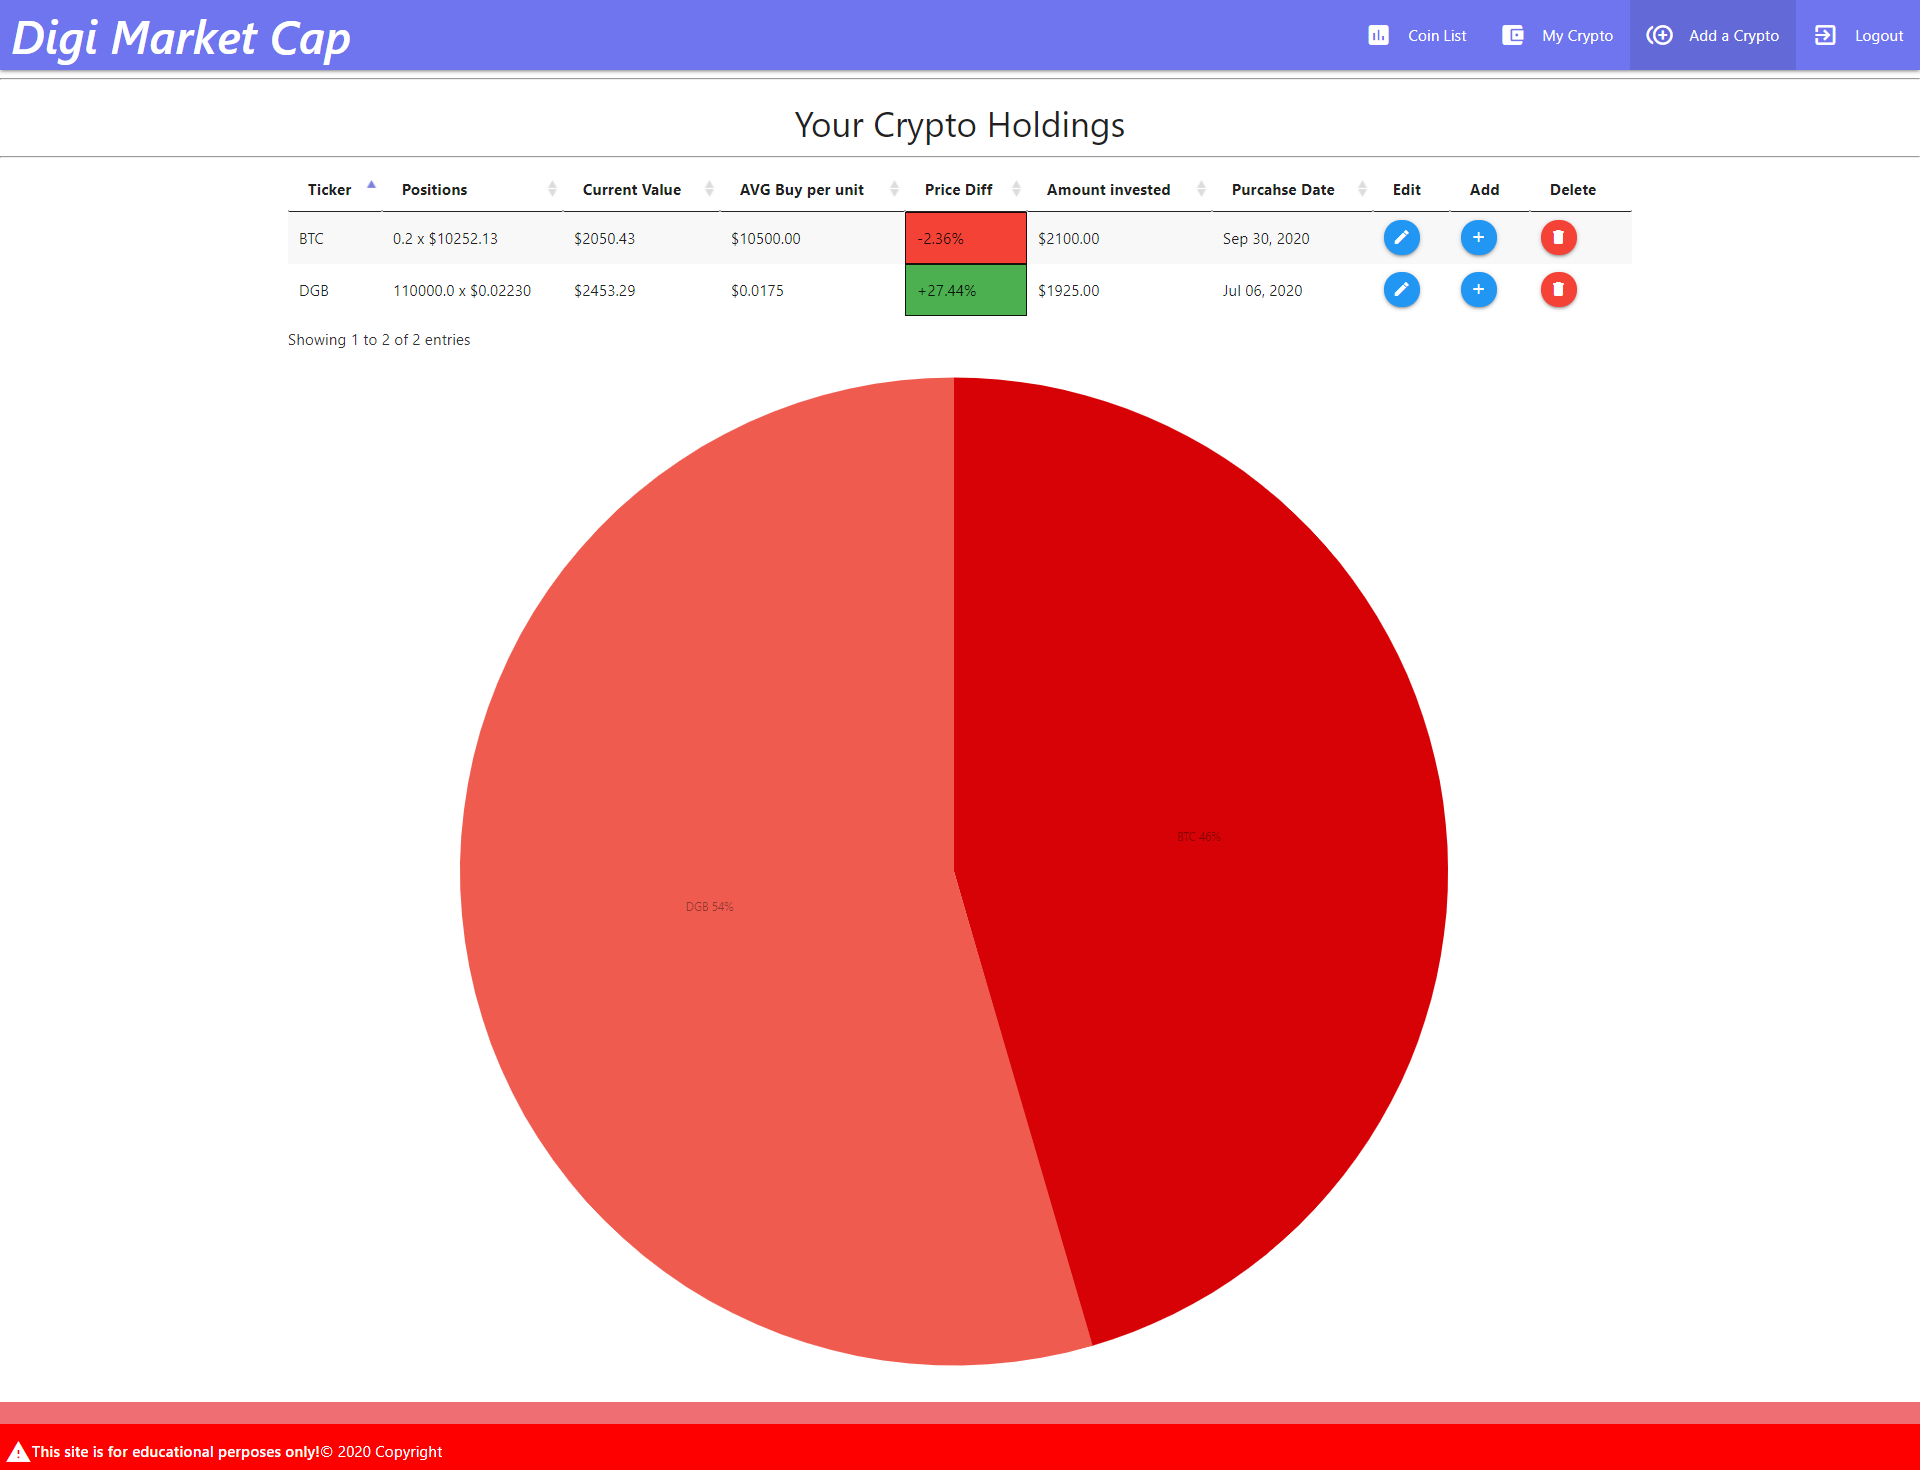 Digi Market Cap
Coin List My Crypto Add a Crypto Logout
Your Crypto Holdings
Ticker Positions Current Value AVG Buy per unit Price Diff Amount invested Purcahse Date Edit Add Delete
BTC 0.2 x $10252.13 $2050.43 $10500.00 -2.36% $2100.00 Sep 30, 2020
DGB 110000.0 x $0.02230 $2453.29 $0.0175 +27.44% $1925.00 Jul 06, 2020
Showing 1 to 2 of 2 entries
BTC 46%
DGB 54%
This site is for educational perposes only!© 2020 Copyright